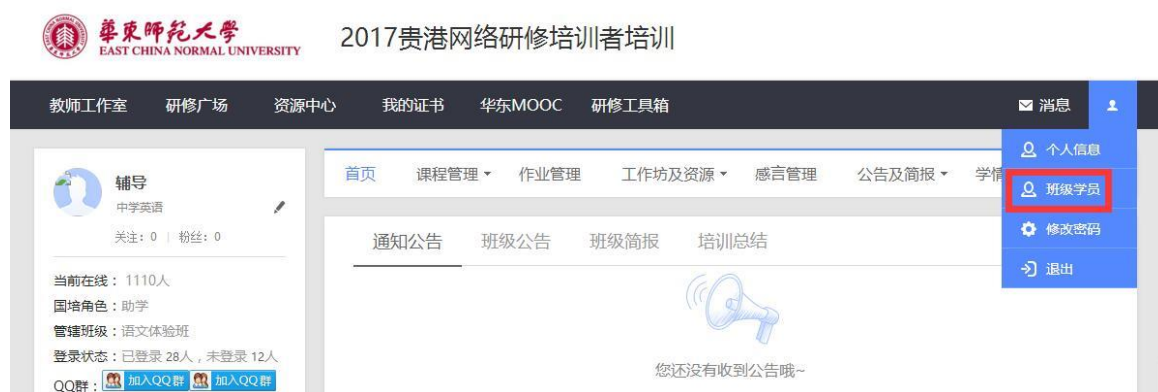 華東師範大學
EAST CHINA NORMAL UNIVERSITY
2017贵港网络研修培训者培训
教师工作室 研修广场 资源中心 我的证书 华东MOOC 研修工具箱 消息
个人信息
班级学员
修改密码
退出
辅导
中学英语
关注：0 | 粉丝：0
当前在线：1110人
国培角色：助学
管辖班级：语文体验班
登录状态：已登录 28人，未登录 12人
QQ群： 加入QQ群 加入QQ群
首页 课程管理 作业管理 工作坊及资源 感言管理 公告及简报 学情
通知公告 班级公告 班级简报 培训总结
您还没有收到公告哦~